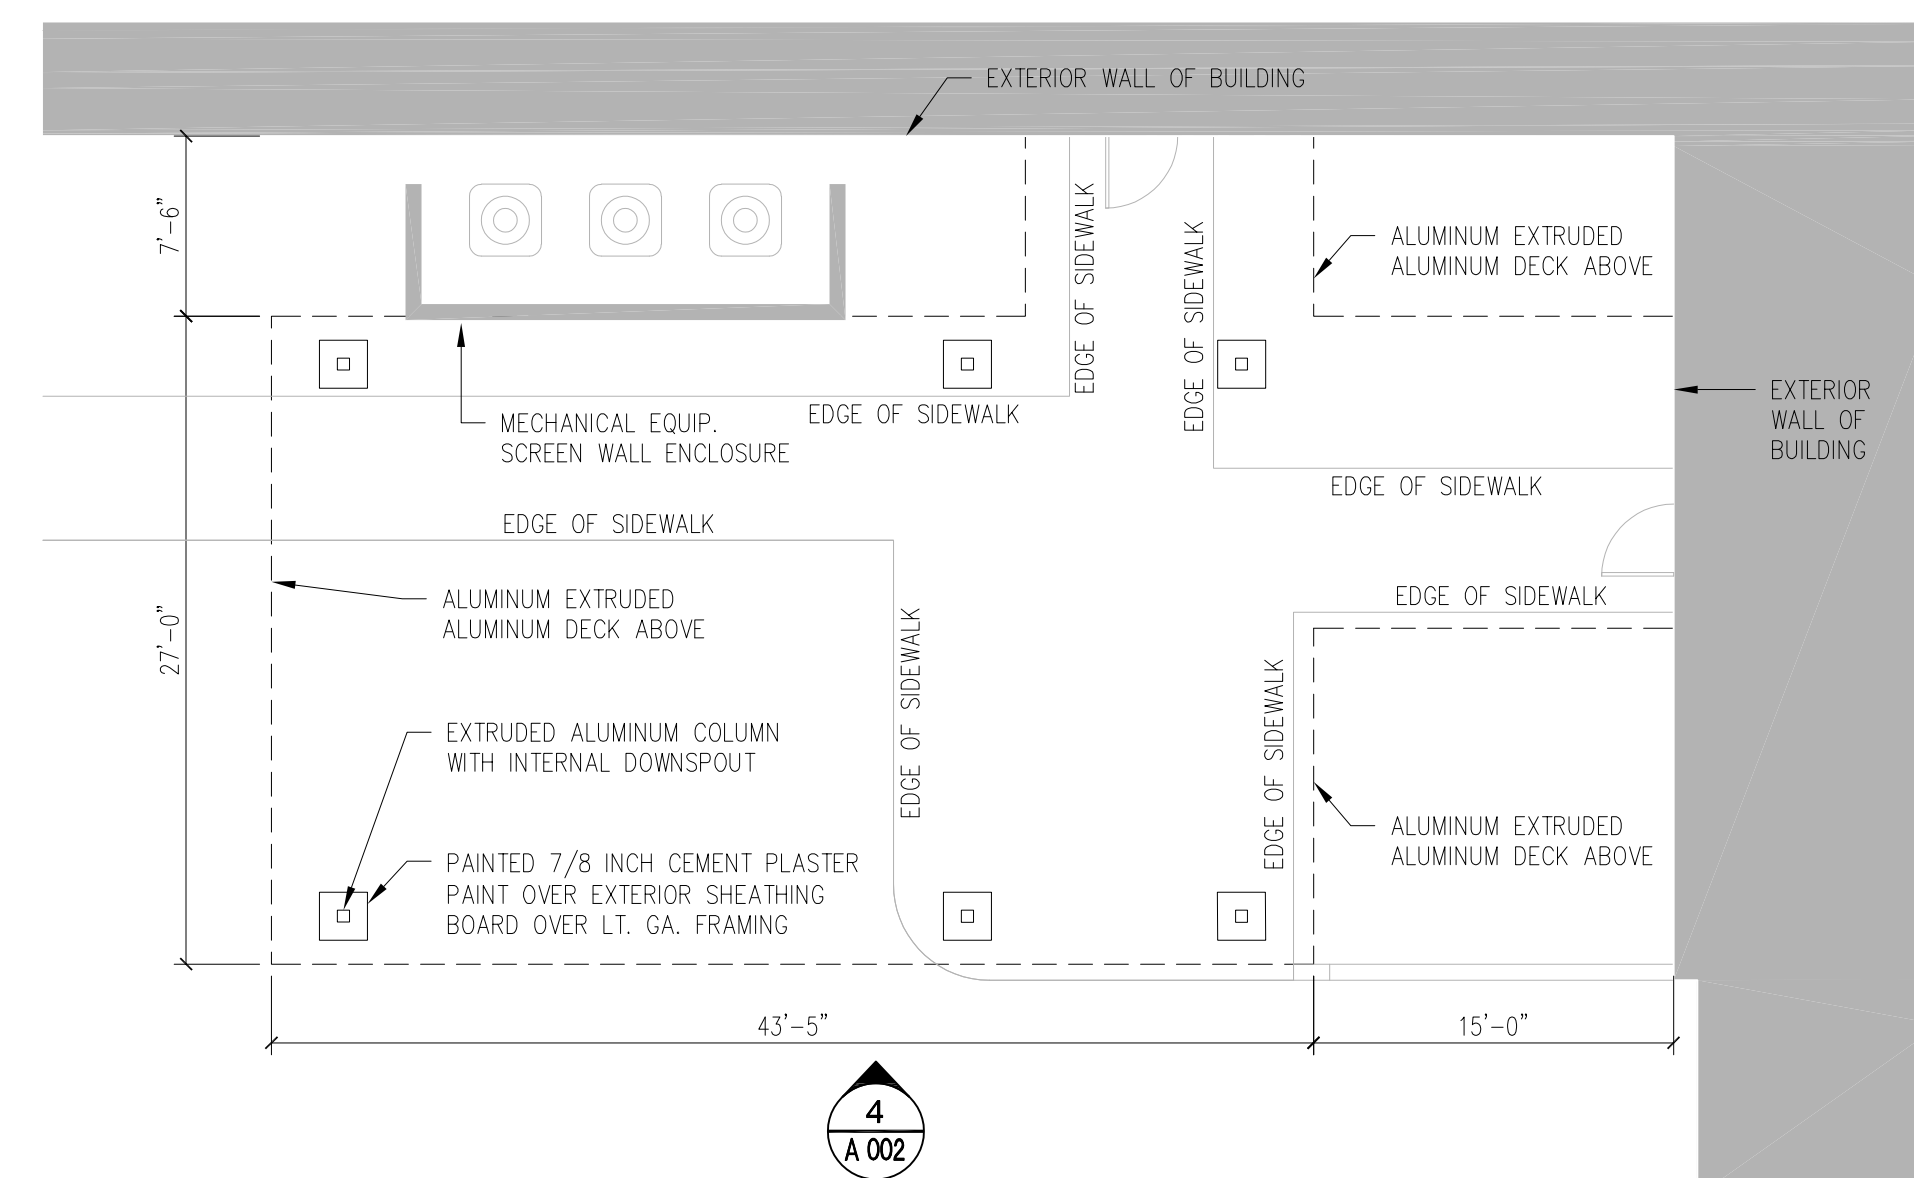 EXTERIOR WALL OF BUILDING
7'-6"
EDGE OF SIDEWALK
EDGE OF SIDEWALK
ALUMINUM EXTRUDED
ALUMINUM DECK ABOVE
EXTERIOR
WALL OF
BUILDING
MECHANICAL EQUIP.
SCREEN WALL ENCLOSURE
EDGE OF SIDEWALK
EDGE OF SIDEWALK
EDGE OF SIDEWALK
27'-0"
ALUMINUM EXTRUDED
ALUMINUM DECK ABOVE
EDGE OF SIDEWALK
EDGE OF SIDEWALK
EDGE OF SIDEWALK
EXTRUDED ALUMINUM COLUMN
WITH INTERNAL DOWNSPOUT
ALUMINUM EXTRUDED
ALUMINUM DECK ABOVE
PAINTED 7/8 INCH CEMENT PLASTER
PAINT OVER EXTERIOR SHEATHING
BOARD OVER LT. GA. FRAMING
43'-5"
15'-0"
4
A 002